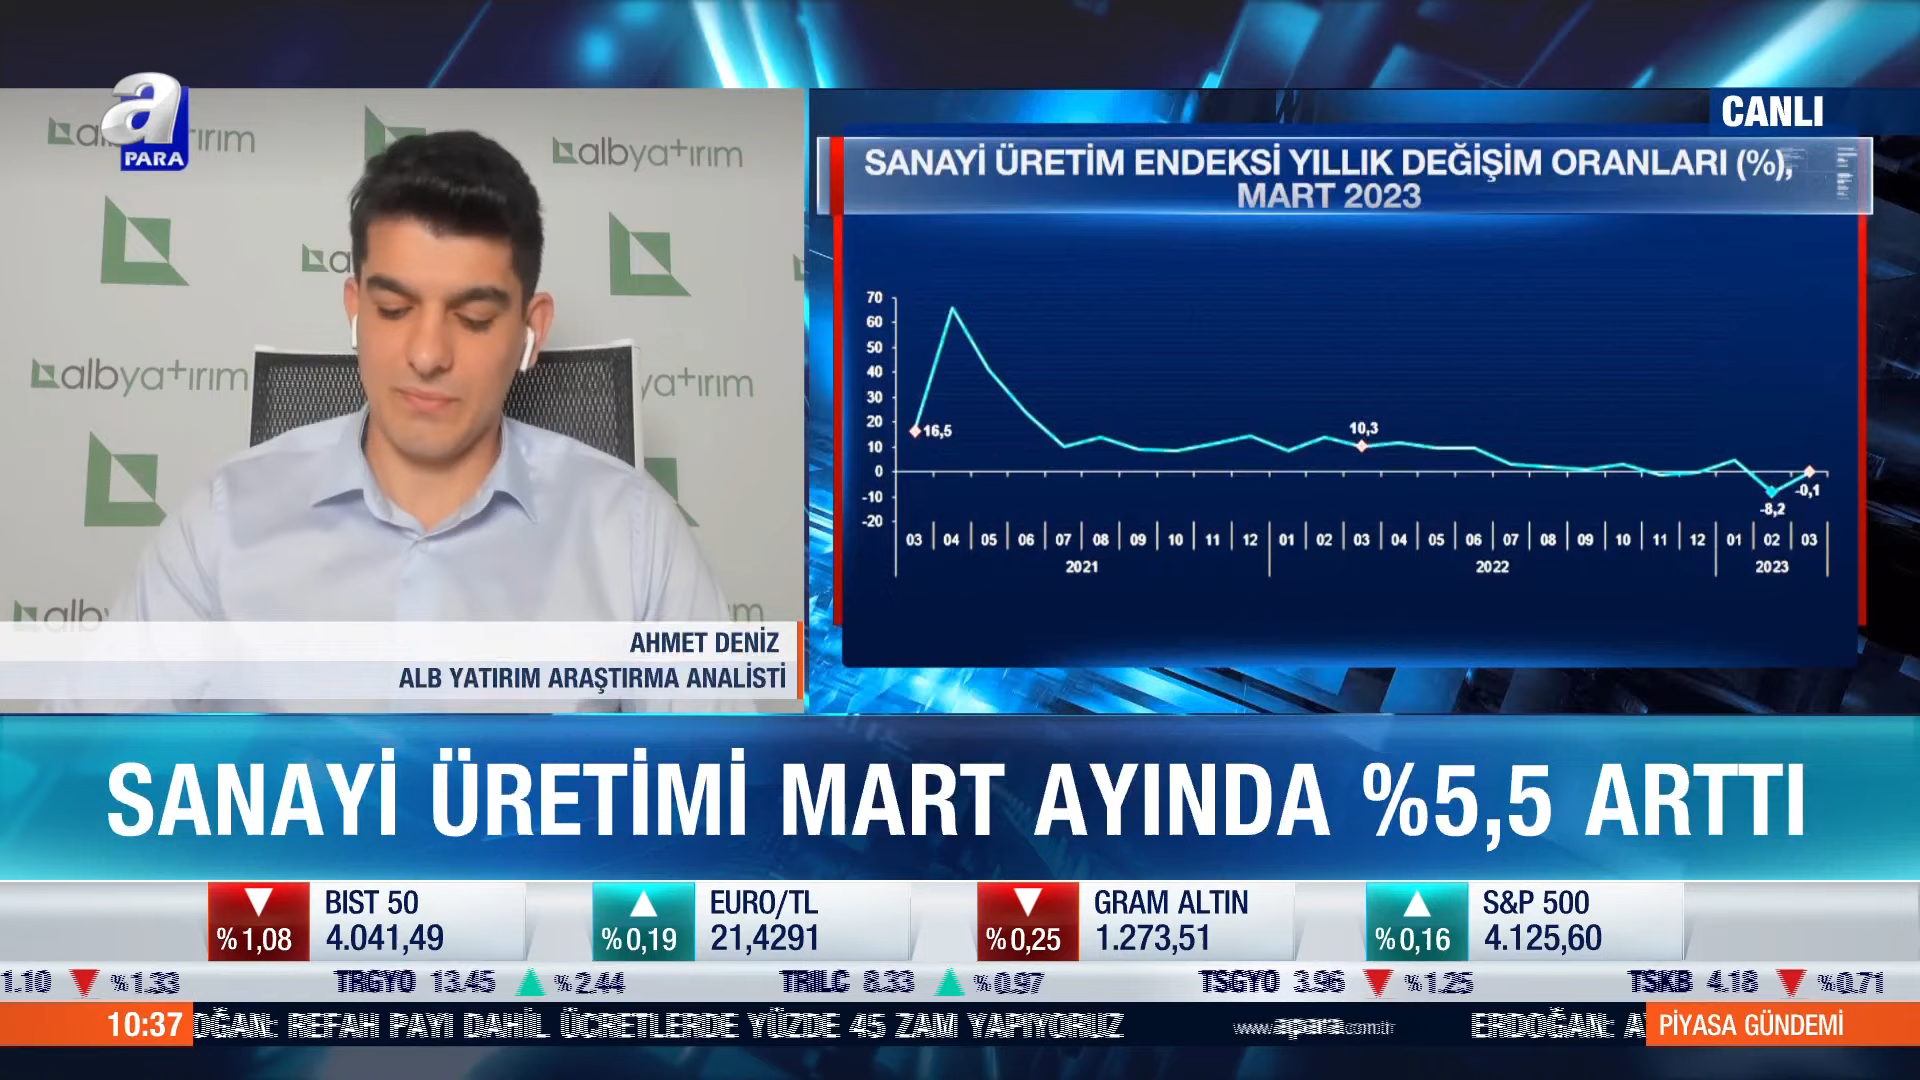 a
PARA
albyatırım
albyatırım
albyatırım
CANLI
SANAYİ ÜRETİM ENDEKSİ YILLIK DEĞİŞİM ORANLARI (%),
MART 2023
70
60
50
40
30
20
10
0
-10
-20
16,5
10,3
-8,2
-0,1
03 04 05 06 07 08 09 10 11 12 01 02 03 04 05 06 07 08 09 10 11 12 01 02 03
2021 2022 2023
AHMET DENİZ
ALB YATIRIM ARAŞTIRMA ANALİSTİ
SANAYİ ÜRETİMİ MART AYINDA %5,5 ARTTI
%1,08 BIST 50 4.041,49
%0,19 EURO/TL 21,4291
%0,25 GRAM ALTIN 1.273,51
%0,16 S&P 500 4.125,60
1.10 %1.33 TRGYO 13.45 %2.44 TRILC 8.33 %0.97 TSGYO 3.96 %1.25 TSKB 4.18 %0.71
10:37 OĞAN: REFAH PAYI DAHİL ÜCRETLERDE YÜZDE 45 ZAM YAPIYORUZ www.apara.com.tr ERDOĞAN: PİYASA GÜNDEMİ